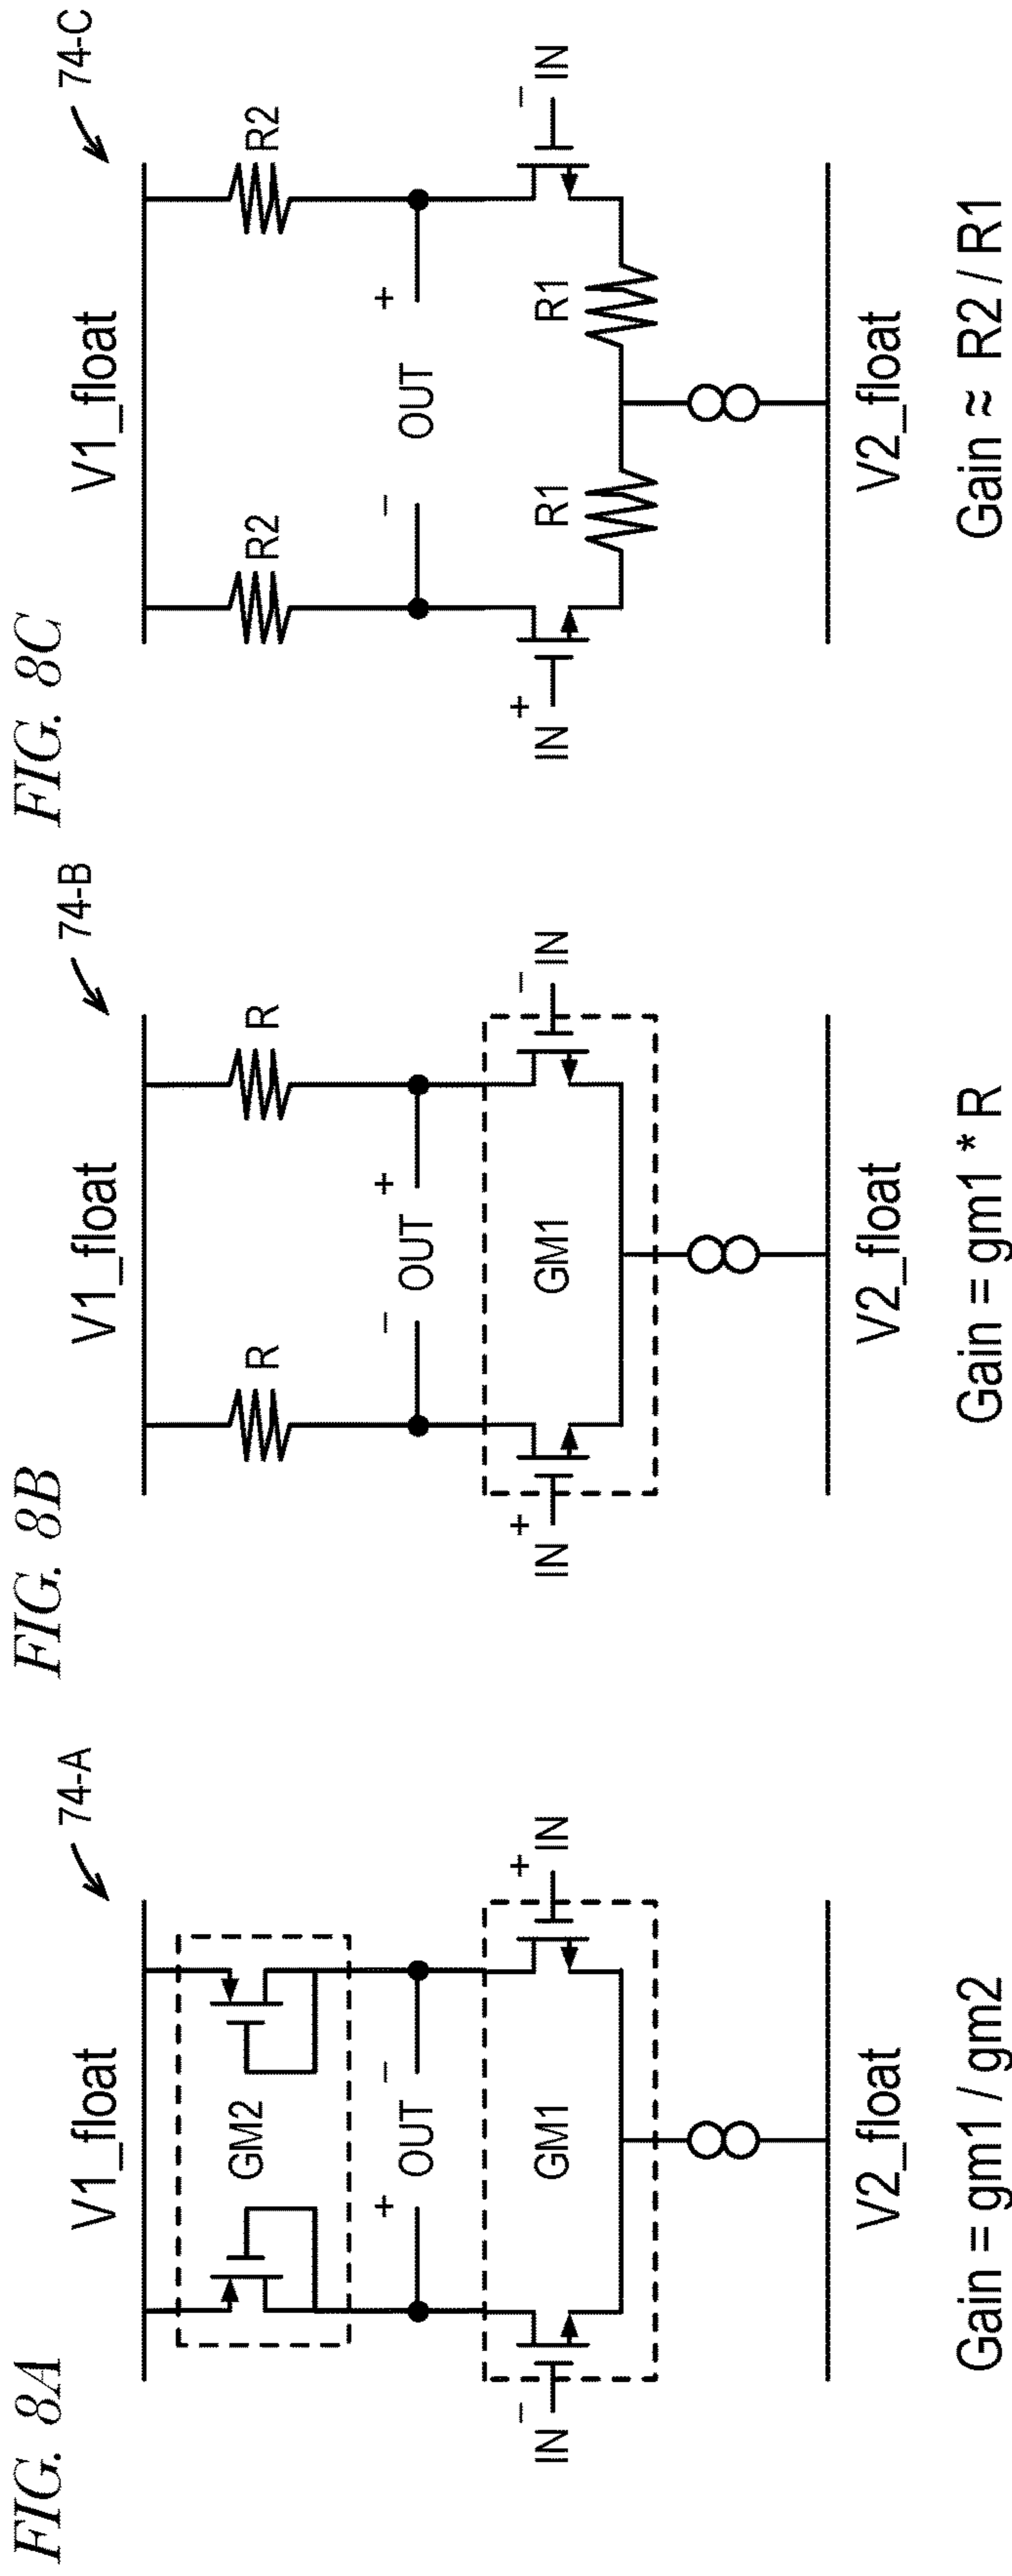 FIG. 8A
74-A
V1_float
GM2
+ OUT −
IN −
GM1
+ IN
V2_float
Gain = gm1 / gm2
FIG. 8B
74-B
V1_float
R
R
− OUT +
IN +
GM1
− IN
V2_float
Gain = gm1 * R
FIG. 8C
74-C
V1_float
R2
R2
− OUT +
IN +
− IN
R1
R1
V2_float
Gain ≈ R2 / R1